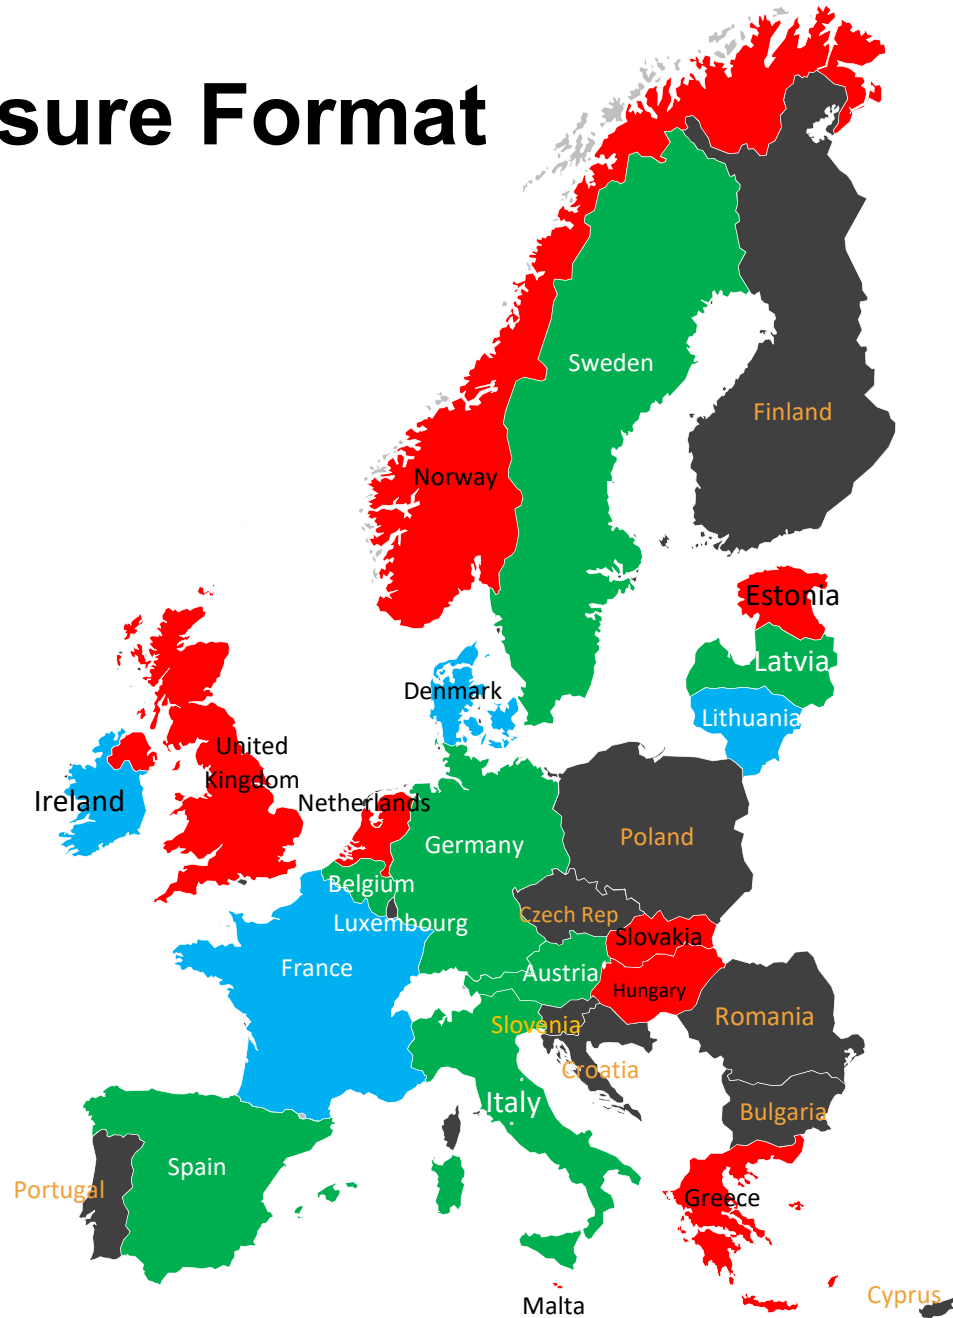 sure Format
Sweden
Finland
Norway
Estonia
Latvia
Denmark
Lithuania
United
Kingdom
Ireland
Netherlands
Poland
Germany
Belgium
Czech Rep
Luxembourg
Slovakia
France
Austria
Hungary
Romania
Slovenia
Croatia
Italy
Bulgaria
Spain
Portugal
Greece
Cyprus
Malta